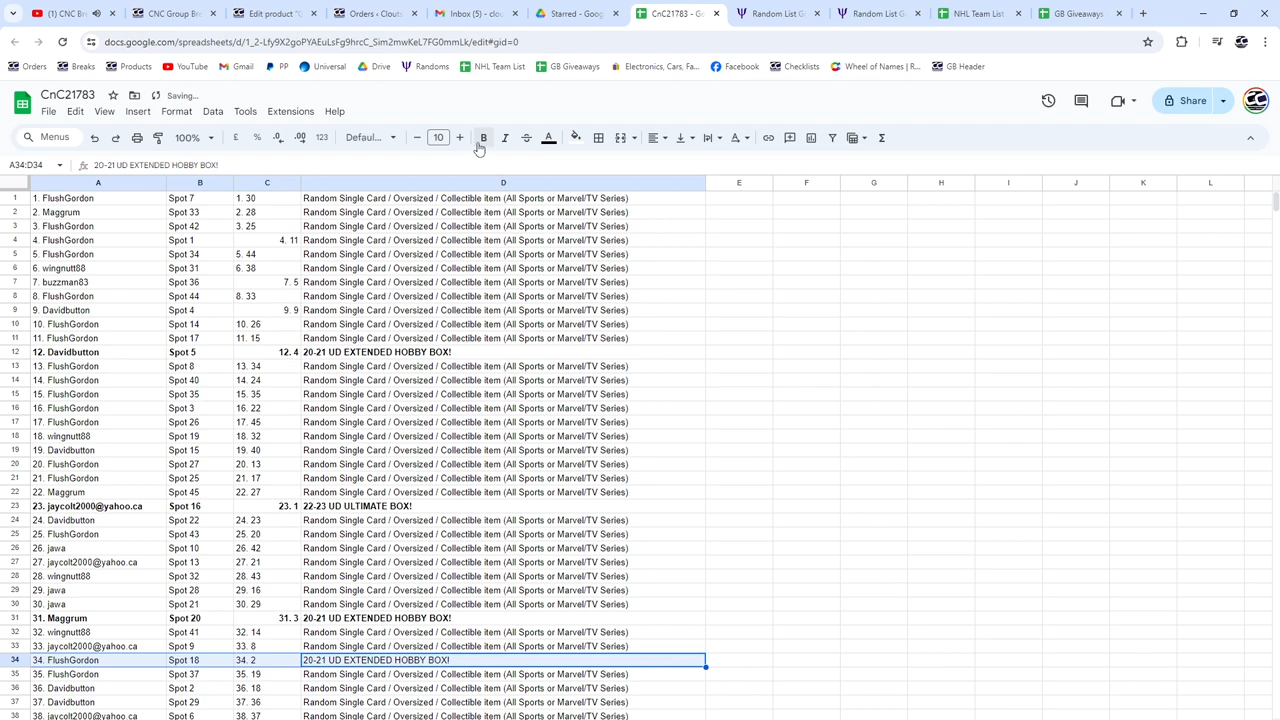 CNC Br
CNC Group Bre
Edit product "G
Orders ‹ Clouts
Inbox - clou
Starred - Goog
CnC21783 - Go
Random List Ge
Random List Ge
NHL Team List
GB Giveaways
docs.google.com/spreadsheets/d/1_2-Lfy9X2goPYAEuLsFg9hrcC_Sim2mwKeL7FG0mmLk/edit#gid=0
Orders
Breaks
Products
YouTube
Gmail
PP
Universal
Drive
Randoms
NHL Team List
GB Giveaways
Electronics, Cars, Fa...
Facebook
Checklists
Wheel of Names | R...
GB Header
CnC21783
Saving...
File Edit View Insert Format Data Tools Extensions Help
Share
Menus
100%
£ % .0 .00 123
Defaul...
10
B I A
A34:D34
20-21 UD EXTENDED HOBBY BOX!
A B C D E F G H I J K L
1 1. FlushGordon Spot 7 1. 30 Random Single Card / Oversized / Collectible item (All Sports or Marvel/TV Series)
2 2. Maggrum Spot 33 2. 28 Random Single Card / Oversized / Collectible item (All Sports or Marvel/TV Series)
3 3. FlushGordon Spot 42 3. 25 Random Single Card / Oversized / Collectible item (All Sports or Marvel/TV Series)
4 4. FlushGordon Spot 1 4. 11 Random Single Card / Oversized / Collectible item (All Sports or Marvel/TV Series)
5 5. FlushGordon Spot 34 5. 44 Random Single Card / Oversized / Collectible item (All Sports or Marvel/TV Series)
6 6. wingnutt88 Spot 31 6. 38 Random Single Card / Oversized / Collectible item (All Sports or Marvel/TV Series)
7 7. buzzman83 Spot 36 7. 5 Random Single Card / Oversized / Collectible item (All Sports or Marvel/TV Series)
8 8. FlushGordon Spot 44 8. 33 Random Single Card / Oversized / Collectible item (All Sports or Marvel/TV Series)
9 9. Davidbutton Spot 4 9. 9 Random Single Card / Oversized / Collectible item (All Sports or Marvel/TV Series)
10 10. FlushGordon Spot 14 10. 26 Random Single Card / Oversized / Collectible item (All Sports or Marvel/TV Series)
11 11. FlushGordon Spot 17 11. 15 Random Single Card / Oversized / Collectible item (All Sports or Marvel/TV Series)
12 12. Davidbutton Spot 5 12. 4 20-21 UD EXTENDED HOBBY BOX!
13 13. FlushGordon Spot 8 13. 34 Random Single Card / Oversized / Collectible item (All Sports or Marvel/TV Series)
14 14. FlushGordon Spot 40 14. 24 Random Single Card / Oversized / Collectible item (All Sports or Marvel/TV Series)
15 15. FlushGordon Spot 35 15. 35 Random Single Card / Oversized / Collectible item (All Sports or Marvel/TV Series)
16 16. FlushGordon Spot 3 16. 22 Random Single Card / Oversized / Collectible item (All Sports or Marvel/TV Series)
17 17. FlushGordon Spot 26 17. 45 Random Single Card / Oversized / Collectible item (All Sports or Marvel/TV Series)
18 18. wingnutt88 Spot 19 18. 32 Random Single Card / Oversized / Collectible item (All Sports or Marvel/TV Series)
19 19. Davidbutton Spot 15 19. 40 Random Single Card / Oversized / Collectible item (All Sports or Marvel/TV Series)
20 20. FlushGordon Spot 27 20. 13 Random Single Card / Oversized / Collectible item (All Sports or Marvel/TV Series)
21 21. FlushGordon Spot 25 21. 17 Random Single Card / Oversized / Collectible item (All Sports or Marvel/TV Series)
22 22. Maggrum Spot 45 22. 27 Random Single Card / Oversized / Collectible item (All Sports or Marvel/TV Series)
23 23. jaycolt2000@yahoo.ca Spot 16 23. 1 22-23 UD ULTIMATE BOX!
24 24. Davidbutton Spot 22 24. 23 Random Single Card / Oversized / Collectible item (All Sports or Marvel/TV Series)
25 25. FlushGordon Spot 43 25. 20 Random Single Card / Oversized / Collectible item (All Sports or Marvel/TV Series)
26 26. jawa Spot 10 26. 42 Random Single Card / Oversized / Collectible item (All Sports or Marvel/TV Series)
27 27. jaycolt2000@yahoo.ca Spot 13 27. 21 Random Single Card / Oversized / Collectible item (All Sports or Marvel/TV Series)
28 28. wingnutt88 Spot 32 28. 43 Random Single Card / Oversized / Collectible item (All Sports or Marvel/TV Series)
29 29. jawa Spot 28 29. 16 Random Single Card / Oversized / Collectible item (All Sports or Marvel/TV Series)
30 30. jawa Spot 21 30. 29 Random Single Card / Oversized / Collectible item (All Sports or Marvel/TV Series)
31 31. Maggrum Spot 20 31. 3 20-21 UD EXTENDED HOBBY BOX!
32 32. wingnutt88 Spot 41 32. 14 Random Single Card / Oversized / Collectible item (All Sports or Marvel/TV Series)
33 33. jaycolt2000@yahoo.ca Spot 9 33. 8 Random Single Card / Oversized / Collectible item (All Sports or Marvel/TV Series)
34 34. FlushGordon Spot 18 34. 2 20-21 UD EXTENDED HOBBY BOX!
35 35. FlushGordon Spot 37 35. 19 Random Single Card / Oversized / Collectible item (All Sports or Marvel/TV Series)
36 36. Davidbutton Spot 2 36. 18 Random Single Card / Oversized / Collectible item (All Sports or Marvel/TV Series)
37 37. Davidbutton Spot 29 37. 36 Random Single Card / Oversized / Collectible item (All Sports or Marvel/TV Series)
38 38. jaycolt2000@yahoo.ca Spot 6 38. 37 Random Single Card / Oversized / Collectible item (All Sports or Marvel/TV Series)